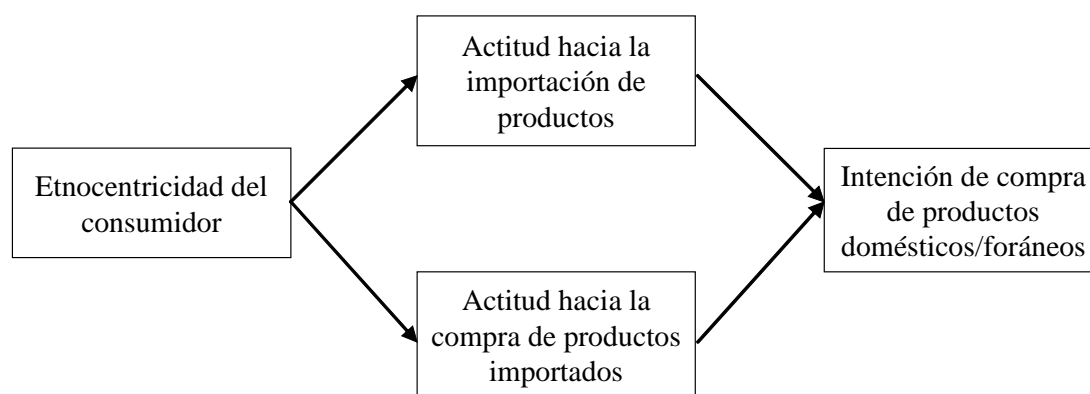 Etnocentricidad del
consumidor
Actitud hacia la
importación de
productos
Actitud hacia la
compra de productos
importados
Intención de compra
de productos
domésticos/foráneos